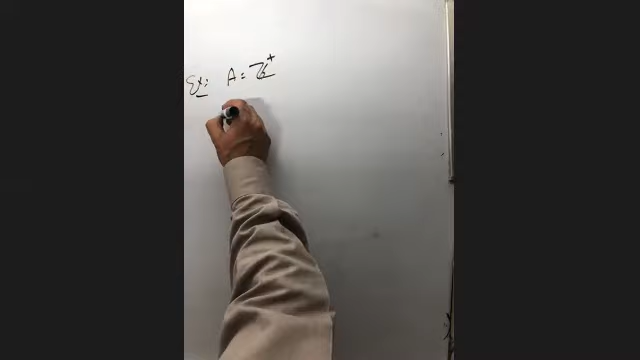 Ex: A = ℤ⁺